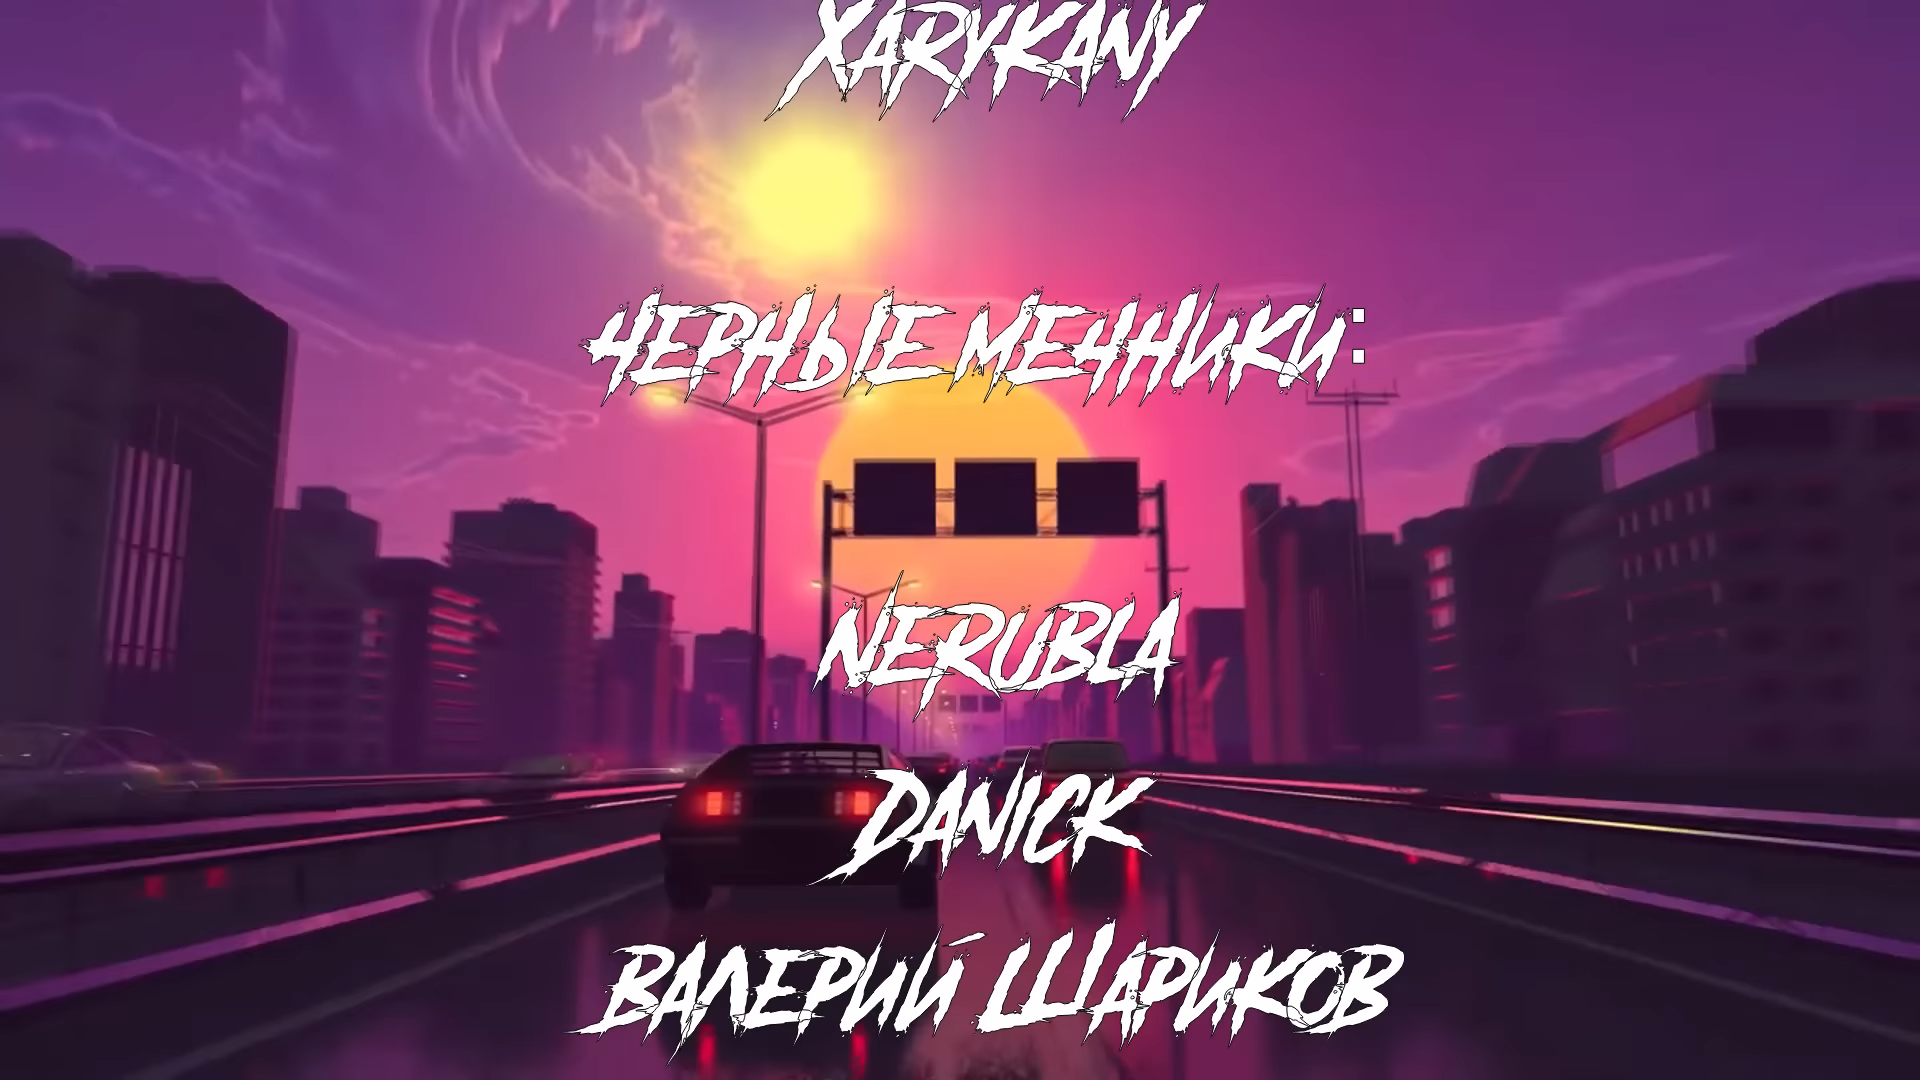 XARYKANY
ЧЕРНЫЕ МЕЧНИКИ:
NERUBLA
DANICK
ВАЛЕРИЙ ШАРИКОВ